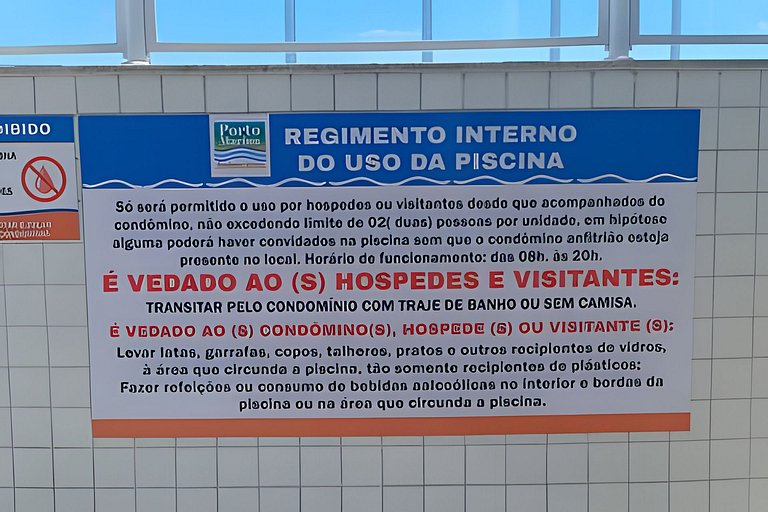 IBIDO
Porto
REGIMENTO INTERNO
DO USO DA PISCINA
Só será permitido o uso por hospedes ou visitantes desde que acompanhados do
condômino, não excedendo limite de 02( duas) pessoas por unidade, em hipótese
alguma poderá haver convidados na piscina sem que o condômino anfitrião esteja
presente no local. Horário de funcionamento: das 08h. às 20h.
É VEDADO AO (S) HOSPEDES E VISITANTES:
TRANSITAR PELO CONDOMÍNIO COM TRAJE DE BANHO OU SEM CAMISA.
É VEDADO AO (S) CONDÔMINO(S), HOSPEDE (S) OU VISITANTE (S):
Levar latas, garrafas, copos, talheres, pratos e outros recipientes de vidros,
à área que circunda a piscina, tão somente recipientes de plásticos;
Fazer refeições ou consumo de bebidas aalcoólicas no interior e bordas da
piscina ou na área que circunda a piscina.